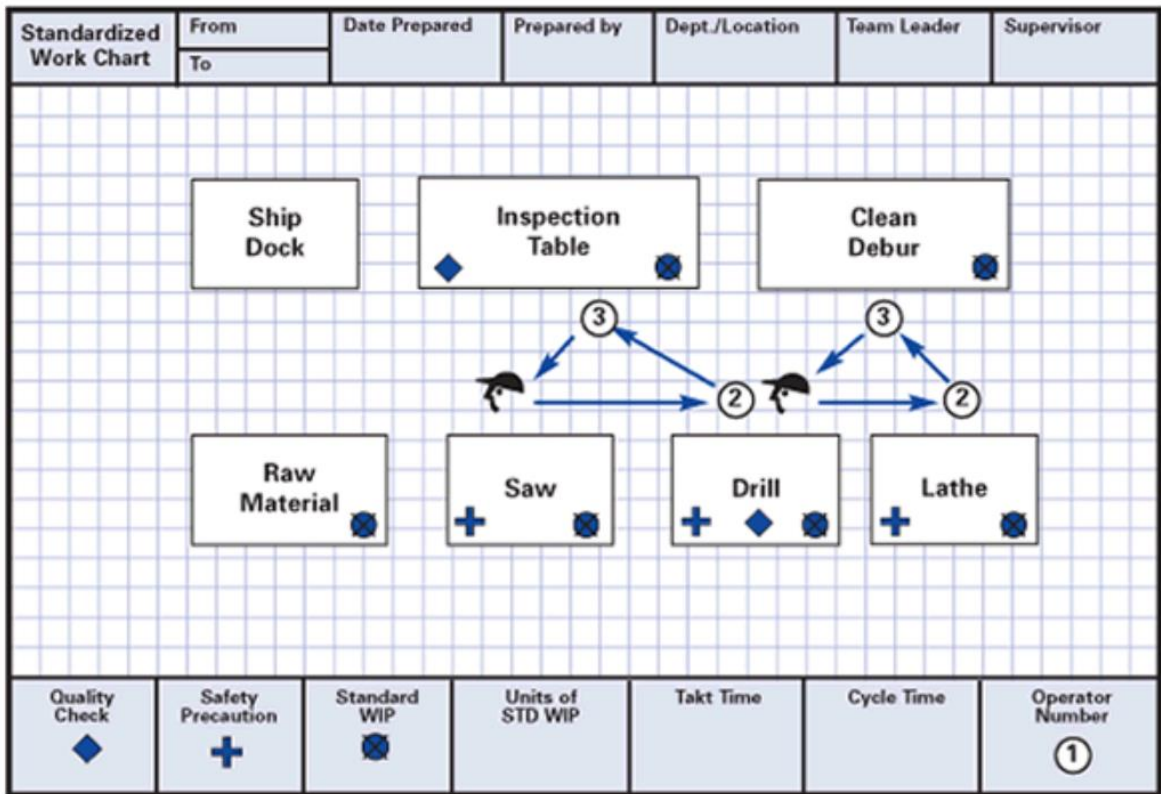 Standardized
Work Chart
From
To
Date Prepared
Prepared by
Dept./Location
Team Leader
Supervisor
Ship
Dock
Inspection
Table
Clean
Debur
3
3
2
2
Raw
Material
Saw
Drill
Lathe
Quality
Check
Safety
Precaution
Standard
WIP
Units of
STD WIP
Takt Time
Cycle Time
Operator
Number
1